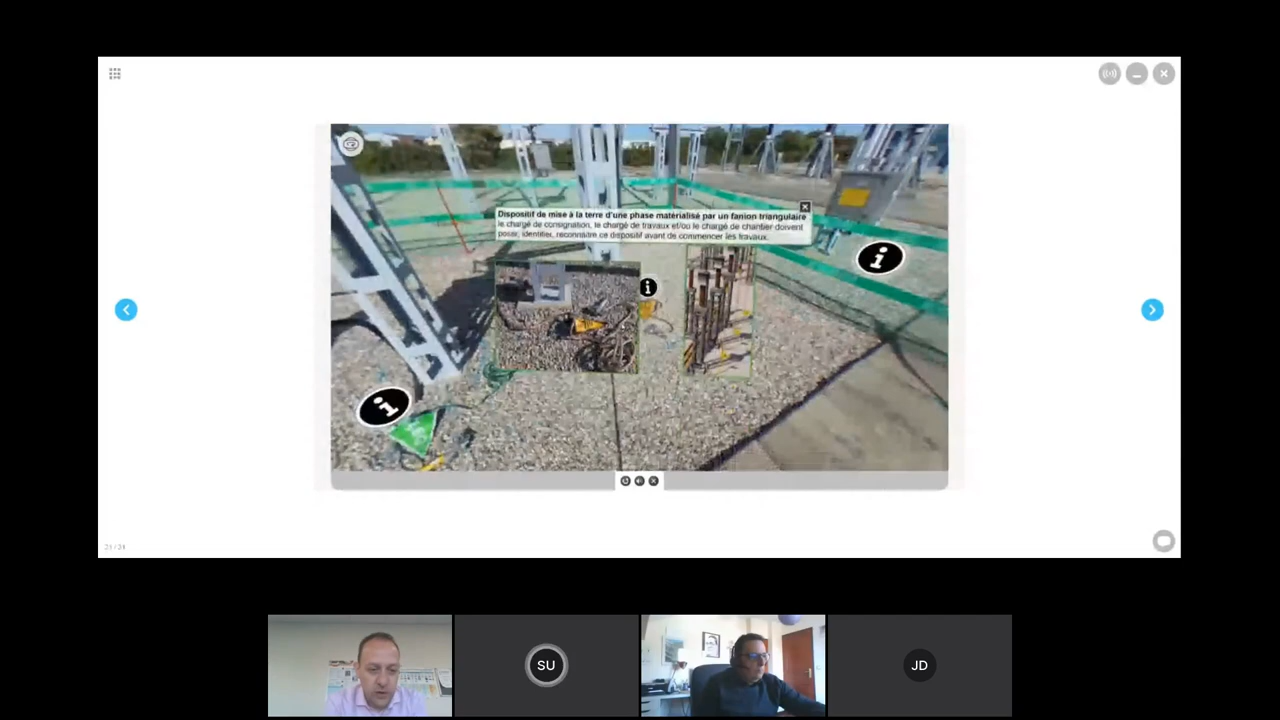 Dispositif de mise à la terre d'une phase matérialisé par un fanion triangulaire
le chargé de consignation, le chargé de travaux et/ou le chargé de chantier doivent
poser, identifier, reconnaitre ce dispositif avant de commencer les travaux.
i
i
i
SU
JD